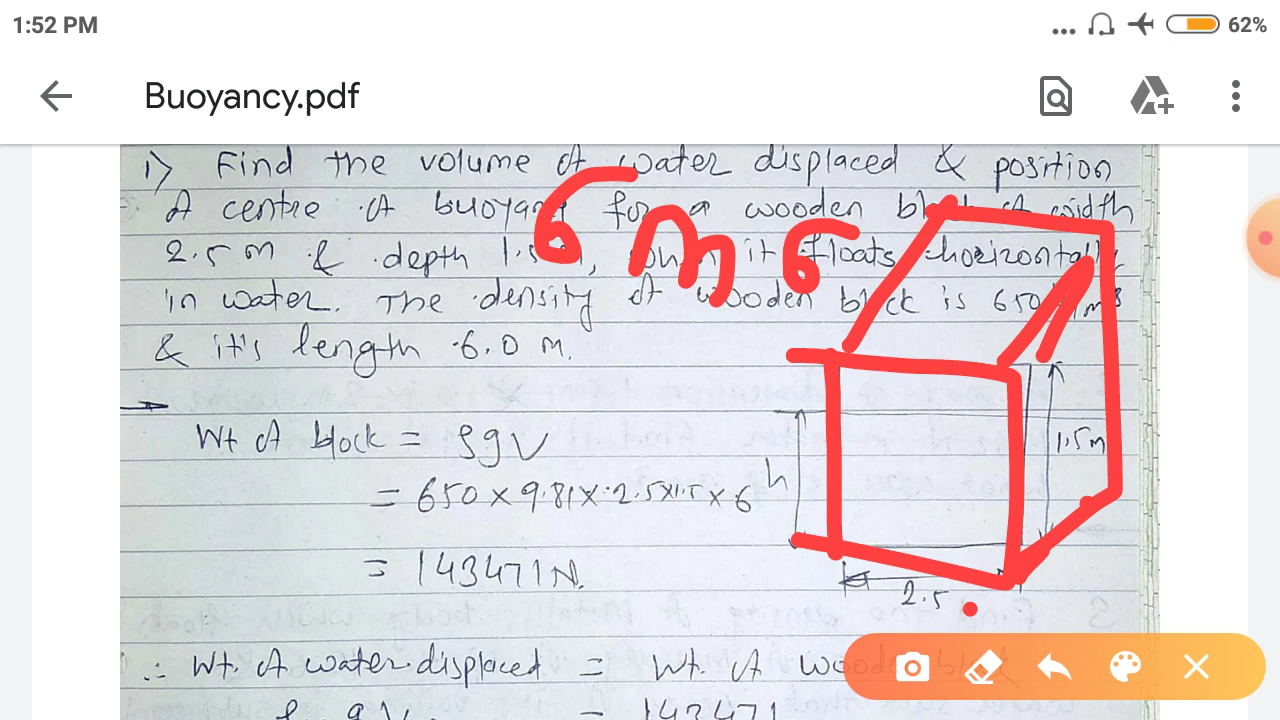 1:52 PM
62%
Buoyancy.pdf
1) Find the volume of water displaced & position
of centre of buoyancy for a wooden block of width
2.5 m & depth 1.5 m, when it floats horizontally
in water. The density of wooden block is 650
& it's length 6.0 m.
6 m 6
Wt of block = ρgV
= 650 × 9.81 × 2.5×1.5 × 6
= 143471 N.
h
1.5m
2.5
∴ Wt. of water displaced = Wt. of wooden block
= 143471